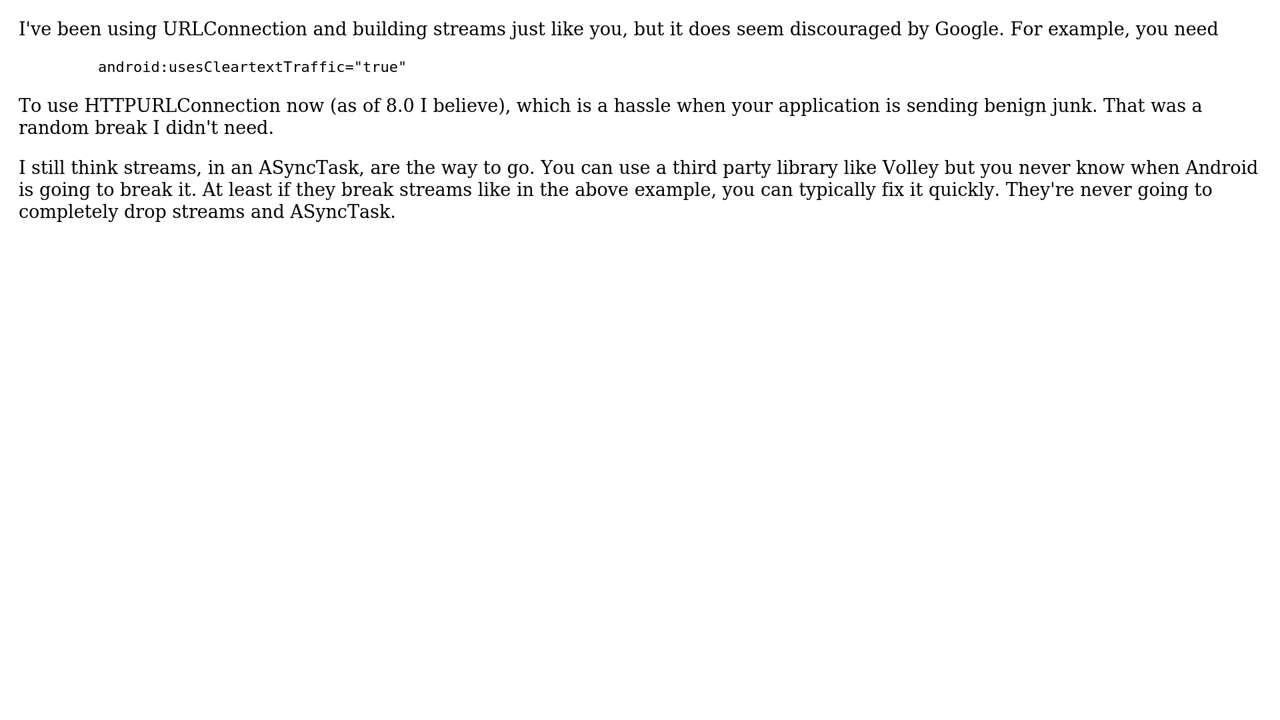 I've been using URLConnection and building streams just like you, but it does seem discouraged by Google. For example, you need
android:usesCleartextTraffic="true"
To use HTTPURLConnection now (as of 8.0 I believe), which is a hassle when your application is sending benign junk. That was a
random break I didn't need.
I still think streams, in an ASyncTask, are the way to go. You can use a third party library like Volley but you never know when Android
is going to break it. At least if they break streams like in the above example, you can typically fix it quickly. They're never going to
completely drop streams and ASyncTask.